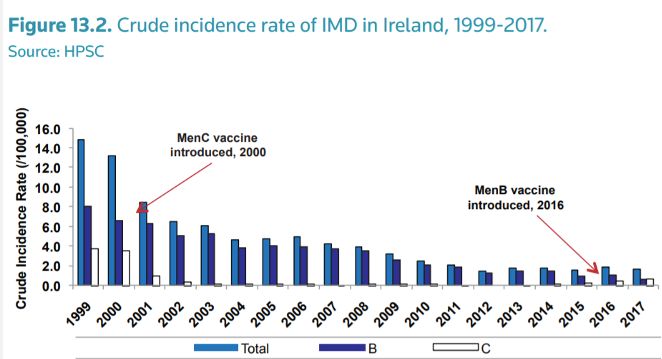 Figure 13.2. Crude incidence rate of IMD in Ireland, 1999-2017.
Source: HPSC
Crude Incidence Rate (/100,000)
16.0
14.0
12.0
10.0
8.0
6.0
4.0
2.0
0.0
MenC vaccine
introduced, 2000
MenB vaccine
introduced, 2016
1999
2000
2001
2002
2003
2004
2005
2006
2007
2008
2009
2010
2011
2012
2013
2014
2015
2016
2017
Total
B
C